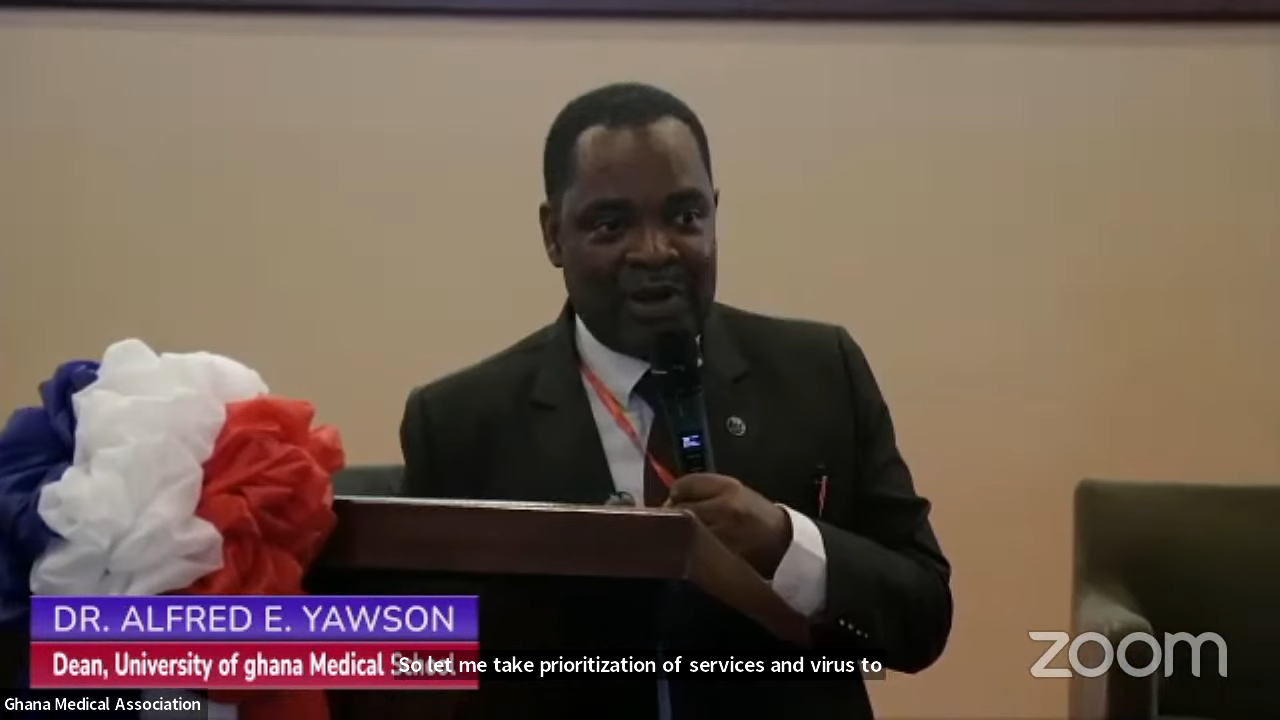 DR. ALFRED E. YAWSON
Dean, University of ghana Medical School
So let me take prioritization of services and virus to
Ghana Medical Association
zoom